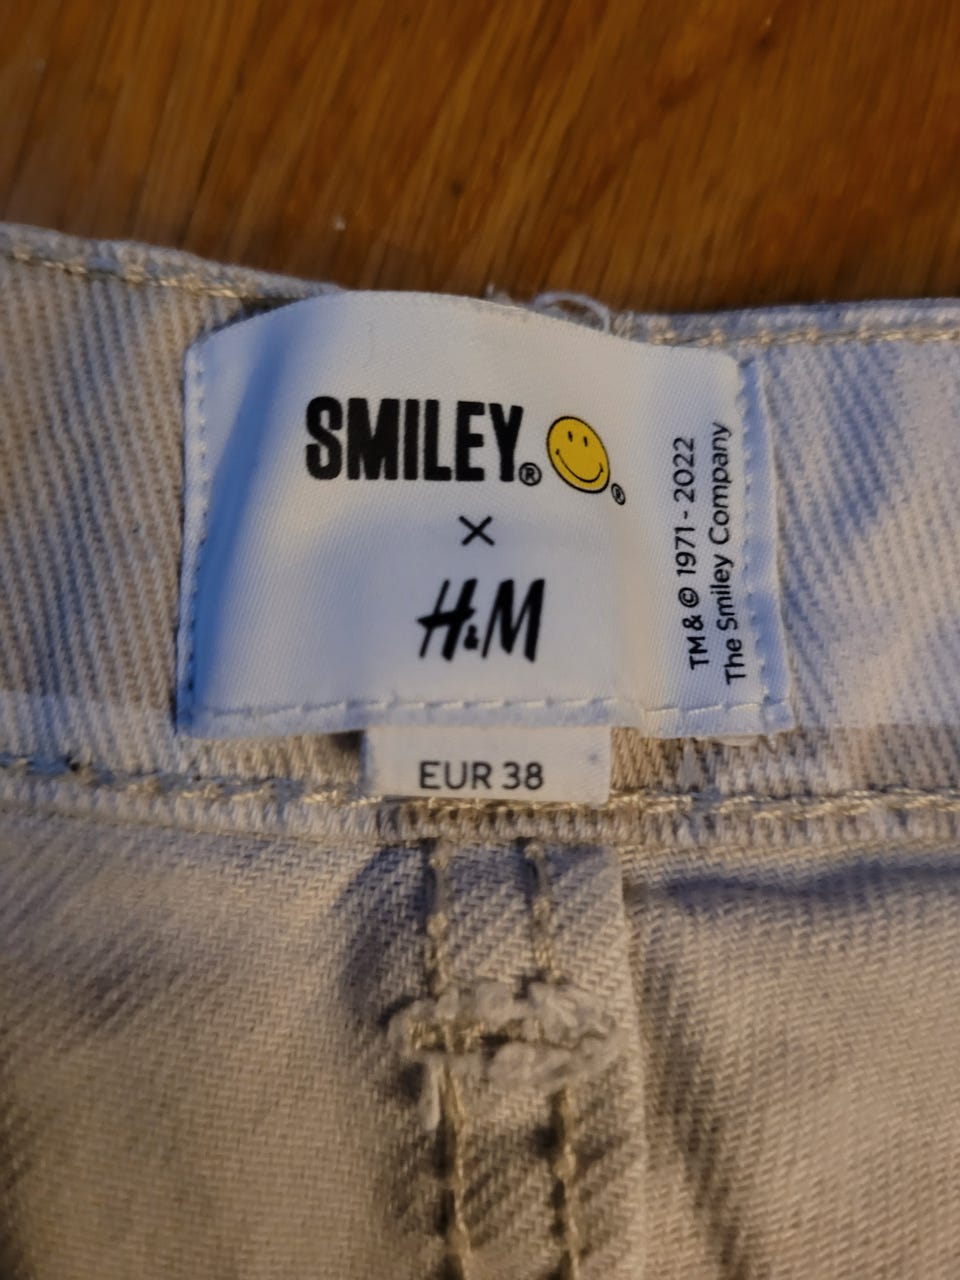 SMILEY®
®
×
H&M
TM & © 1971 - 2022
The Smiley Company
EUR 38